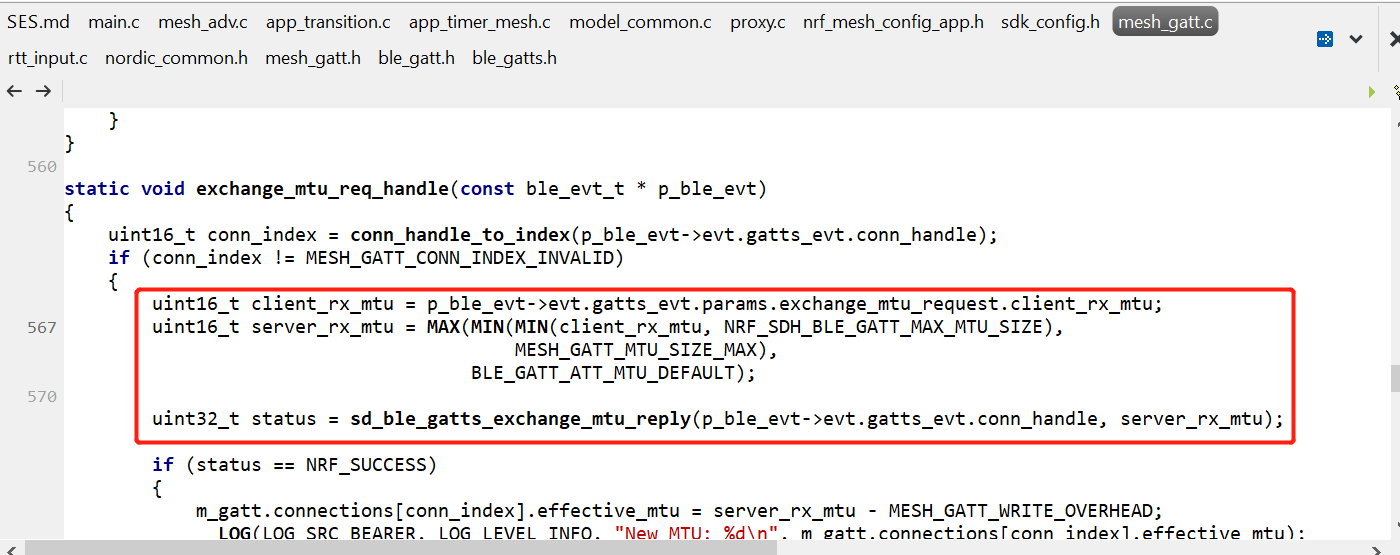 SES.md main.c mesh_adv.c app_transition.c app_timer_mesh.c model_common.c proxy.c nrf_mesh_config_app.h sdk_config.h mesh_gatt.c
rtt_input.c nordic_common.h mesh_gatt.h ble_gatt.h ble_gatts.h
}
}
560
static void exchange_mtu_req_handle(const ble_evt_t * p_ble_evt)
{
uint16_t conn_index = conn_handle_to_index(p_ble_evt->evt.gatts_evt.conn_handle);
if (conn_index != MESH_GATT_CONN_INDEX_INVALID)
{
uint16_t client_rx_mtu = p_ble_evt->evt.gatts_evt.params.exchange_mtu_request.client_rx_mtu;
567 uint16_t server_rx_mtu = MAX(MIN(MIN(client_rx_mtu, NRF_SDH_BLE_GATT_MAX_MTU_SIZE),
MESH_GATT_MTU_SIZE_MAX),
BLE_GATT_ATT_MTU_DEFAULT);
570
uint32_t status = sd_ble_gatts_exchange_mtu_reply(p_ble_evt->evt.gatts_evt.conn_handle, server_rx_mtu);
if (status == NRF_SUCCESS)
{
m_gatt.connections[conn_index].effective_mtu = server_rx_mtu - MESH_GATT_WRITE_OVERHEAD;
__LOG(LOG_SRC_BEARER, LOG_LEVEL_INFO, "New MTU: %d\n", m_gatt.connections[conn_index].effective_mtu);